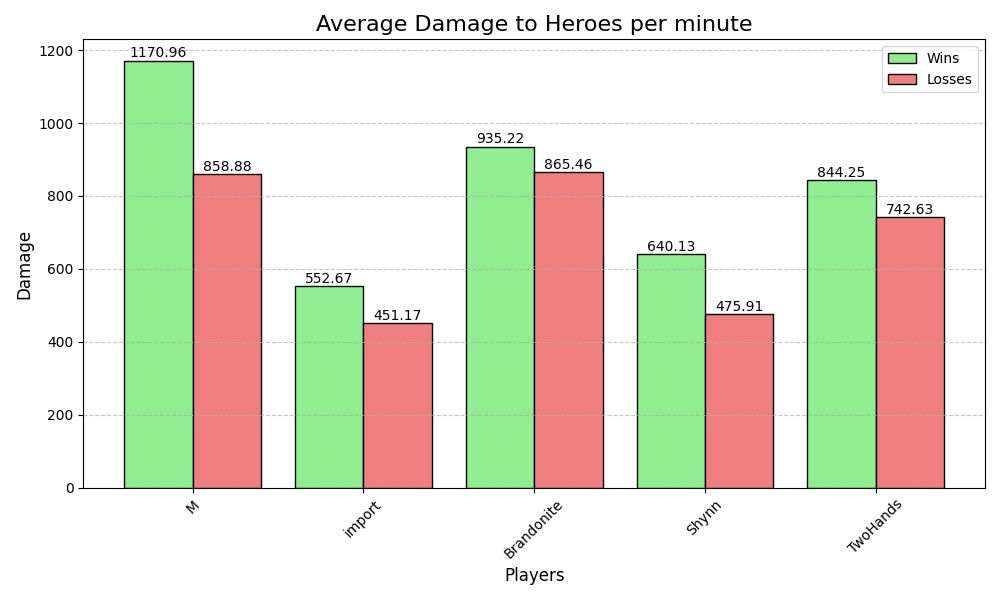 Average Damage to Heroes per minute
Wins
Losses
Damage
1200
1000
800
600
400
200
0
1170.96
858.88
552.67
451.17
935.22
865.46
640.13
475.91
844.25
742.63
M
import
Brandonite
Shynn
TwoHands
Players